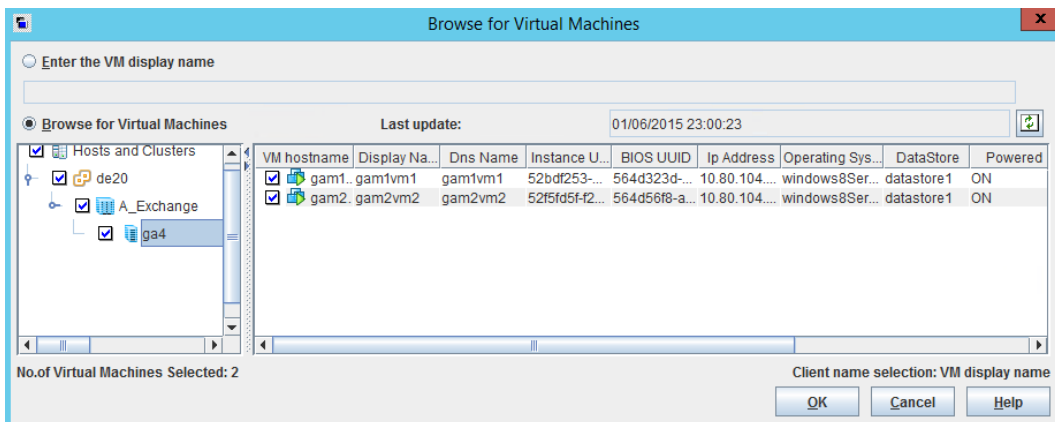 Browse for Virtual Machines
x
Enter the VM display name
Browse for Virtual Machines Last update: 01/06/2015 23:00:23
Hosts and Clusters
de20
A_Exchange
ga4
VM hostname Display Na... Dns Name Instance U... BIOS UUID Ip Address Operating Sys... DataStore Powered
gam1.. gam1vm1 gam1vm1 52bdf253-... 564d323d-... 10.80.104.... windows8Ser... datastore1 ON
gam2. gam2vm2 gam2vm2 52f5fd5f-f2... 564d56f8-a... 10.80.104.... windows8Ser... datastore1 ON
No.of Virtual Machines Selected: 2 Client name selection: VM display name
OK Cancel Help